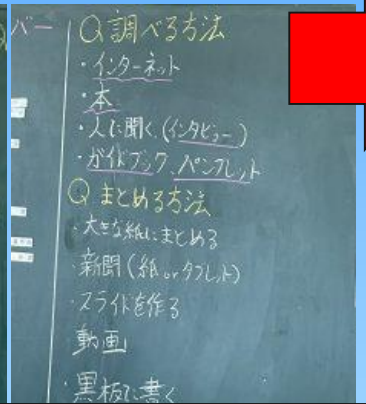 バー
Q 調べる方法
・インターネット
・本
・人に聞く(インタビュー)
・ガイドブック、パンフレット
Q まとめる方法
・大きな紙にまとめる
・新聞(紙orタブレット)
・スライドを作る
動画
・黒板に書く